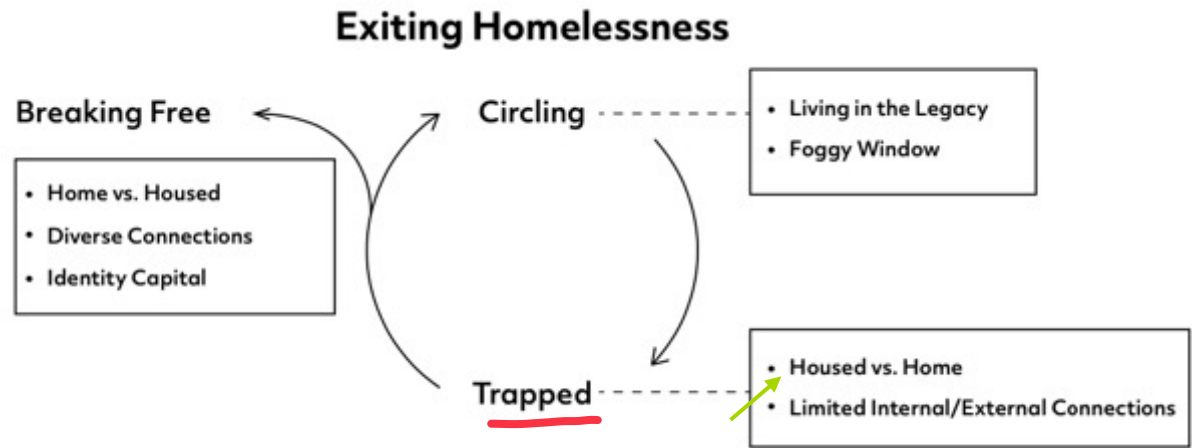 Exiting Homelessness
Breaking Free
• Home vs. Housed
• Diverse Connections
• Identity Capital
Circling
• Living in the Legacy
• Foggy Window
Trapped
• Housed vs. Home
• Limited Internal/External Connections